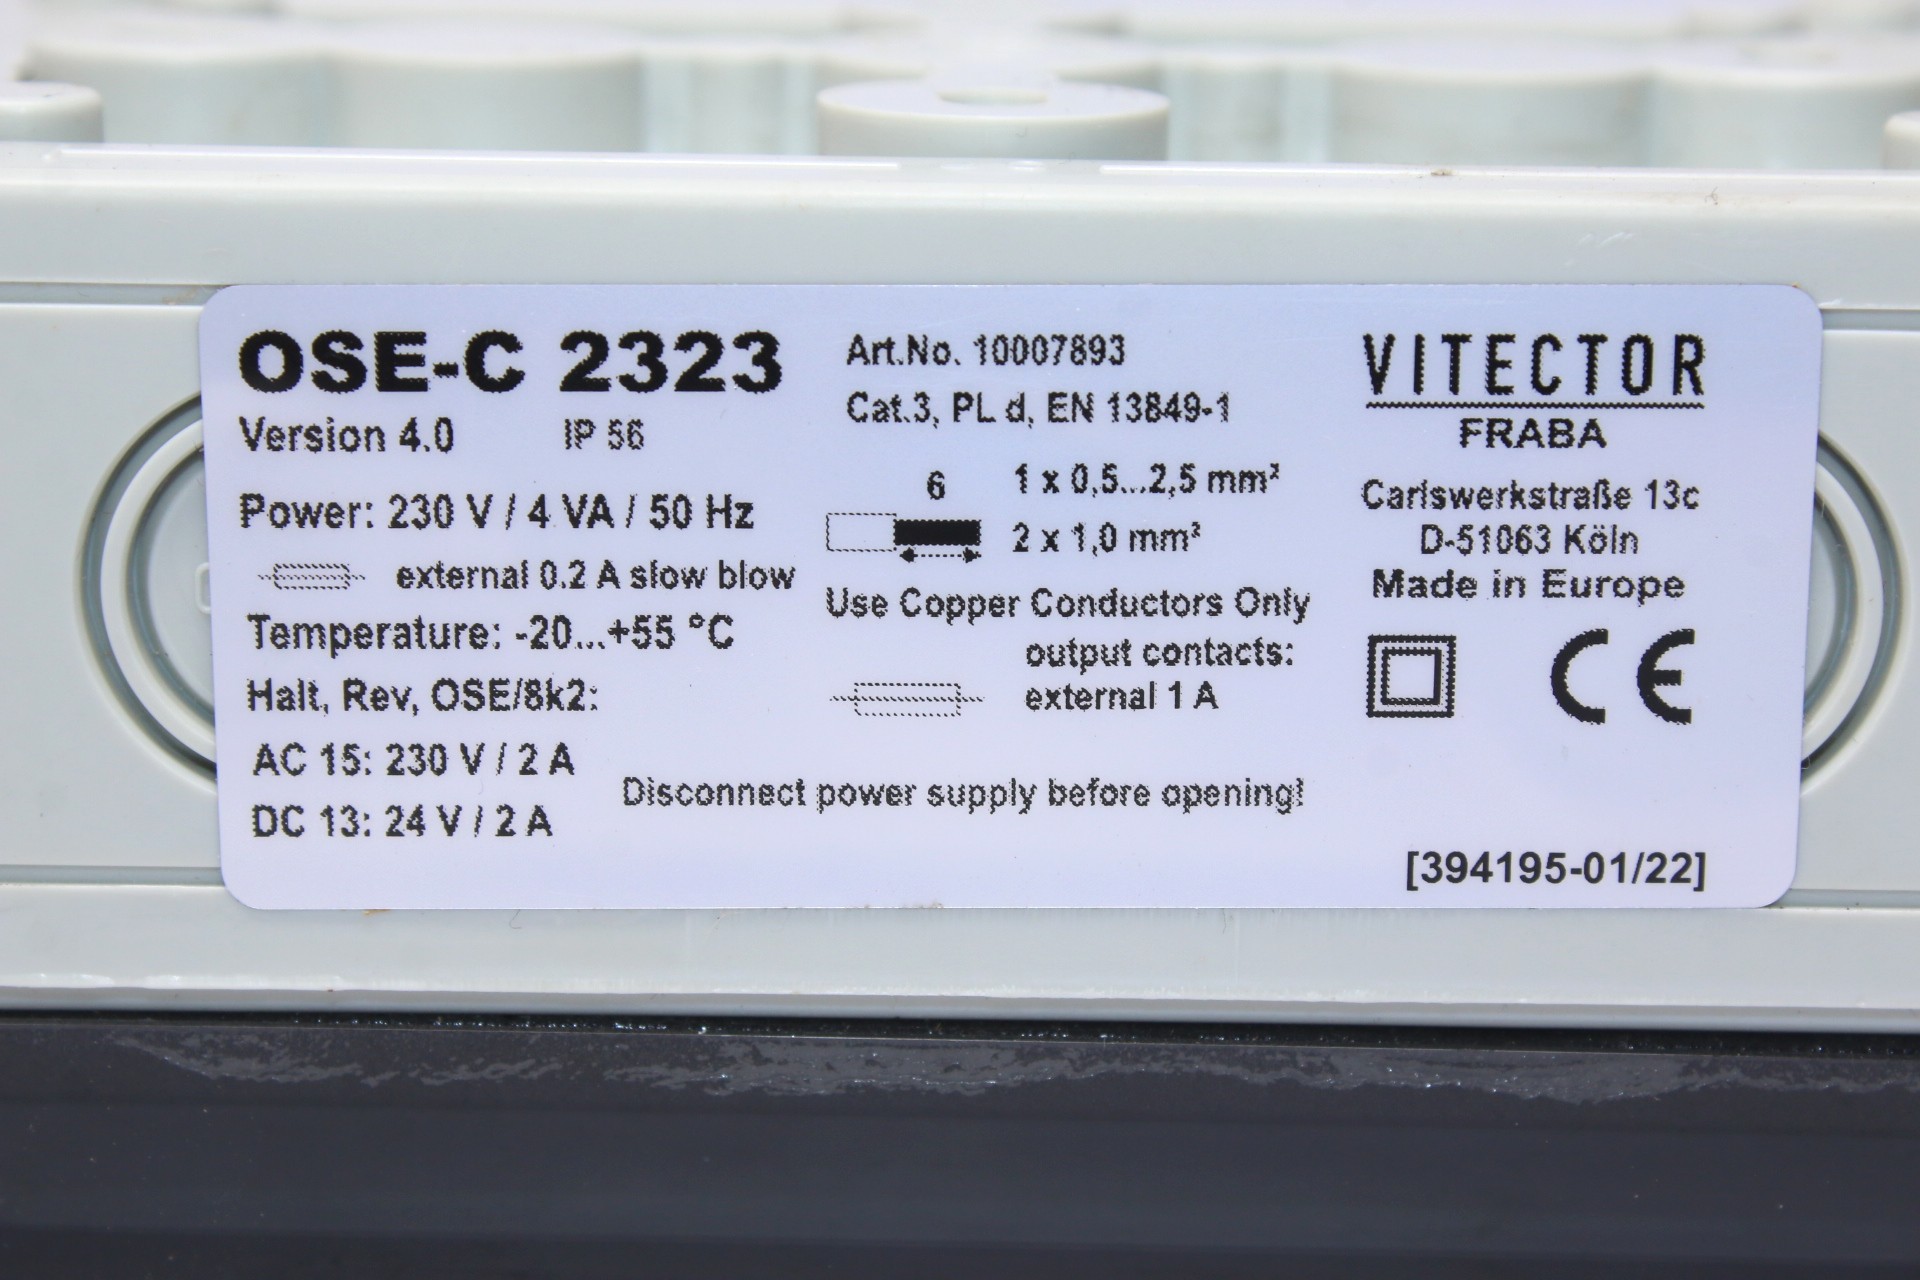 OSE-C 2323
Version 4.0 IP 56
Power: 230 V / 4 VA / 50 Hz
external 0.2 A slow blow
Temperature: -20...+55 °C
Halt, Rev, OSE/8k2:
AC 15: 230 V / 2 A
DC 13: 24 V / 2 A
Art.No. 10007893
Cat.3, PL d, EN 13849-1
6 1 x 0,5...2,5 mm²
2 x 1,0 mm²
Use Copper Conductors Only
output contacts:
external 1 A
Disconnect power supply before opening!
VITECTOR
FRABA
Carlswerkstraße 13c
D-51063 Köln
Made in Europe
CE
[394195-01/22]